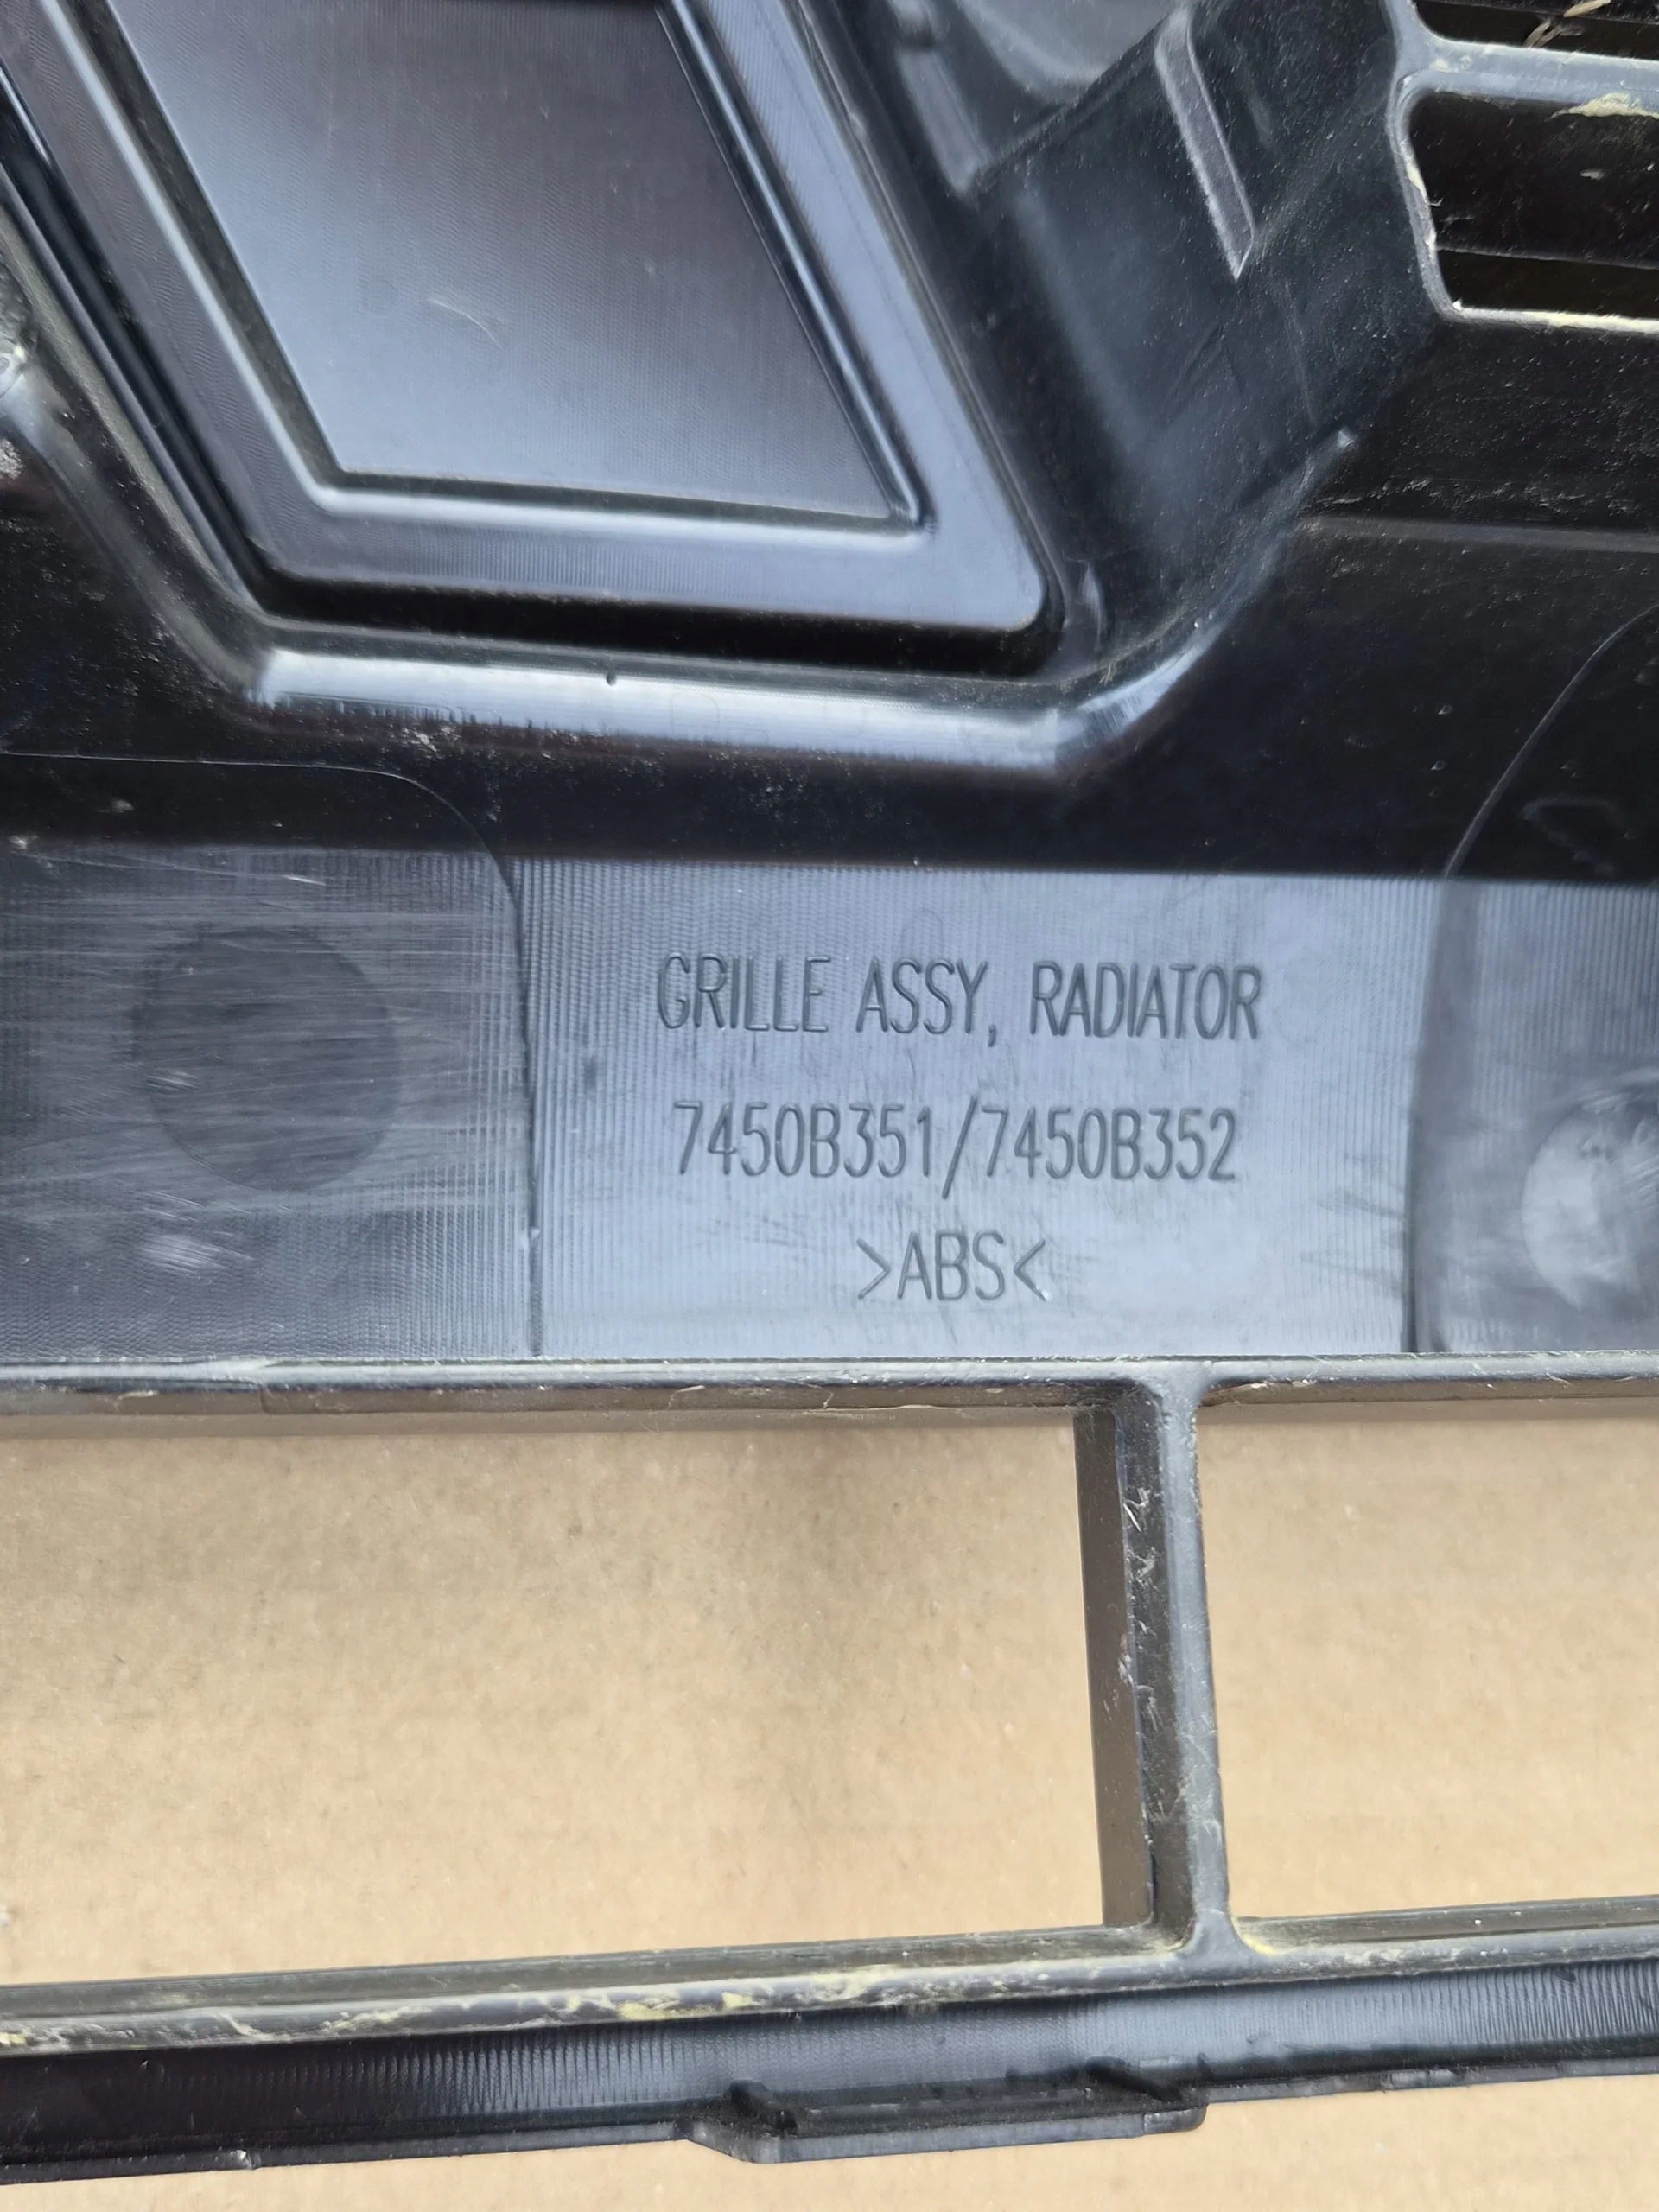 GRILLE ASSY, RADIATOR
7450B351/7450B352
>ABS<